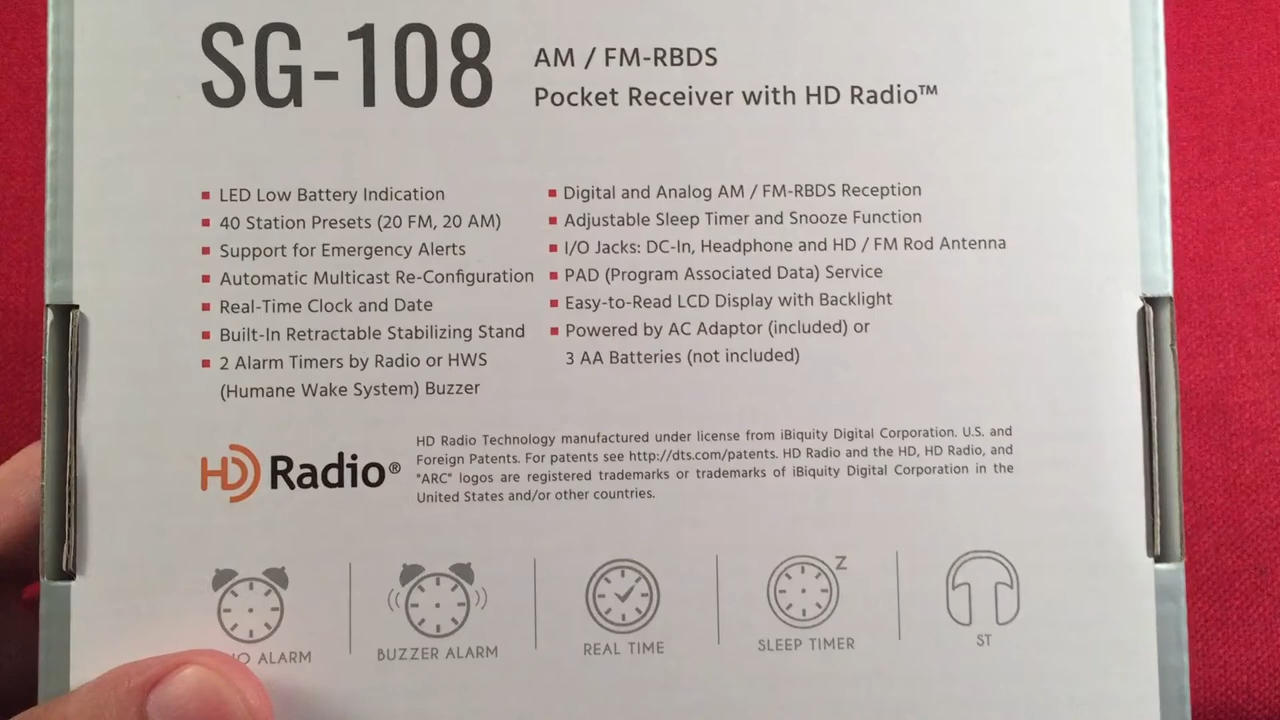 SG-108
AM / FM-RBDS
Pocket Receiver with HD Radio™
▪ LED Low Battery Indication
▪ 40 Station Presets (20 FM, 20 AM)
▪ Support for Emergency Alerts
▪ Automatic Multicast Re-Configuration
▪ Real-Time Clock and Date
▪ Built-In Retractable Stabilizing Stand
▪ 2 Alarm Timers by Radio or HWS
(Humane Wake System) Buzzer
▪ Digital and Analog AM / FM-RBDS Reception
▪ Adjustable Sleep Timer and Snooze Function
▪ I/O Jacks: DC-In, Headphone and HD / FM Rod Antenna
▪ PAD (Program Associated Data) Service
▪ Easy-to-Read LCD Display with Backlight
▪ Powered by AC Adaptor (included) or
3 AA Batteries (not included)
HD Radio®
HD Radio Technology manufactured under license from iBiquity Digital Corporation. U.S. and
Foreign Patents. For patents see http://dts.com/patents. HD Radio and the HD, HD Radio, and
"ARC" logos are registered trademarks or trademarks of iBiquity Digital Corporation in the
United States and/or other countries.
ALARM
BUZZER ALARM
REAL TIME
Z
SLEEP TIMER
ST